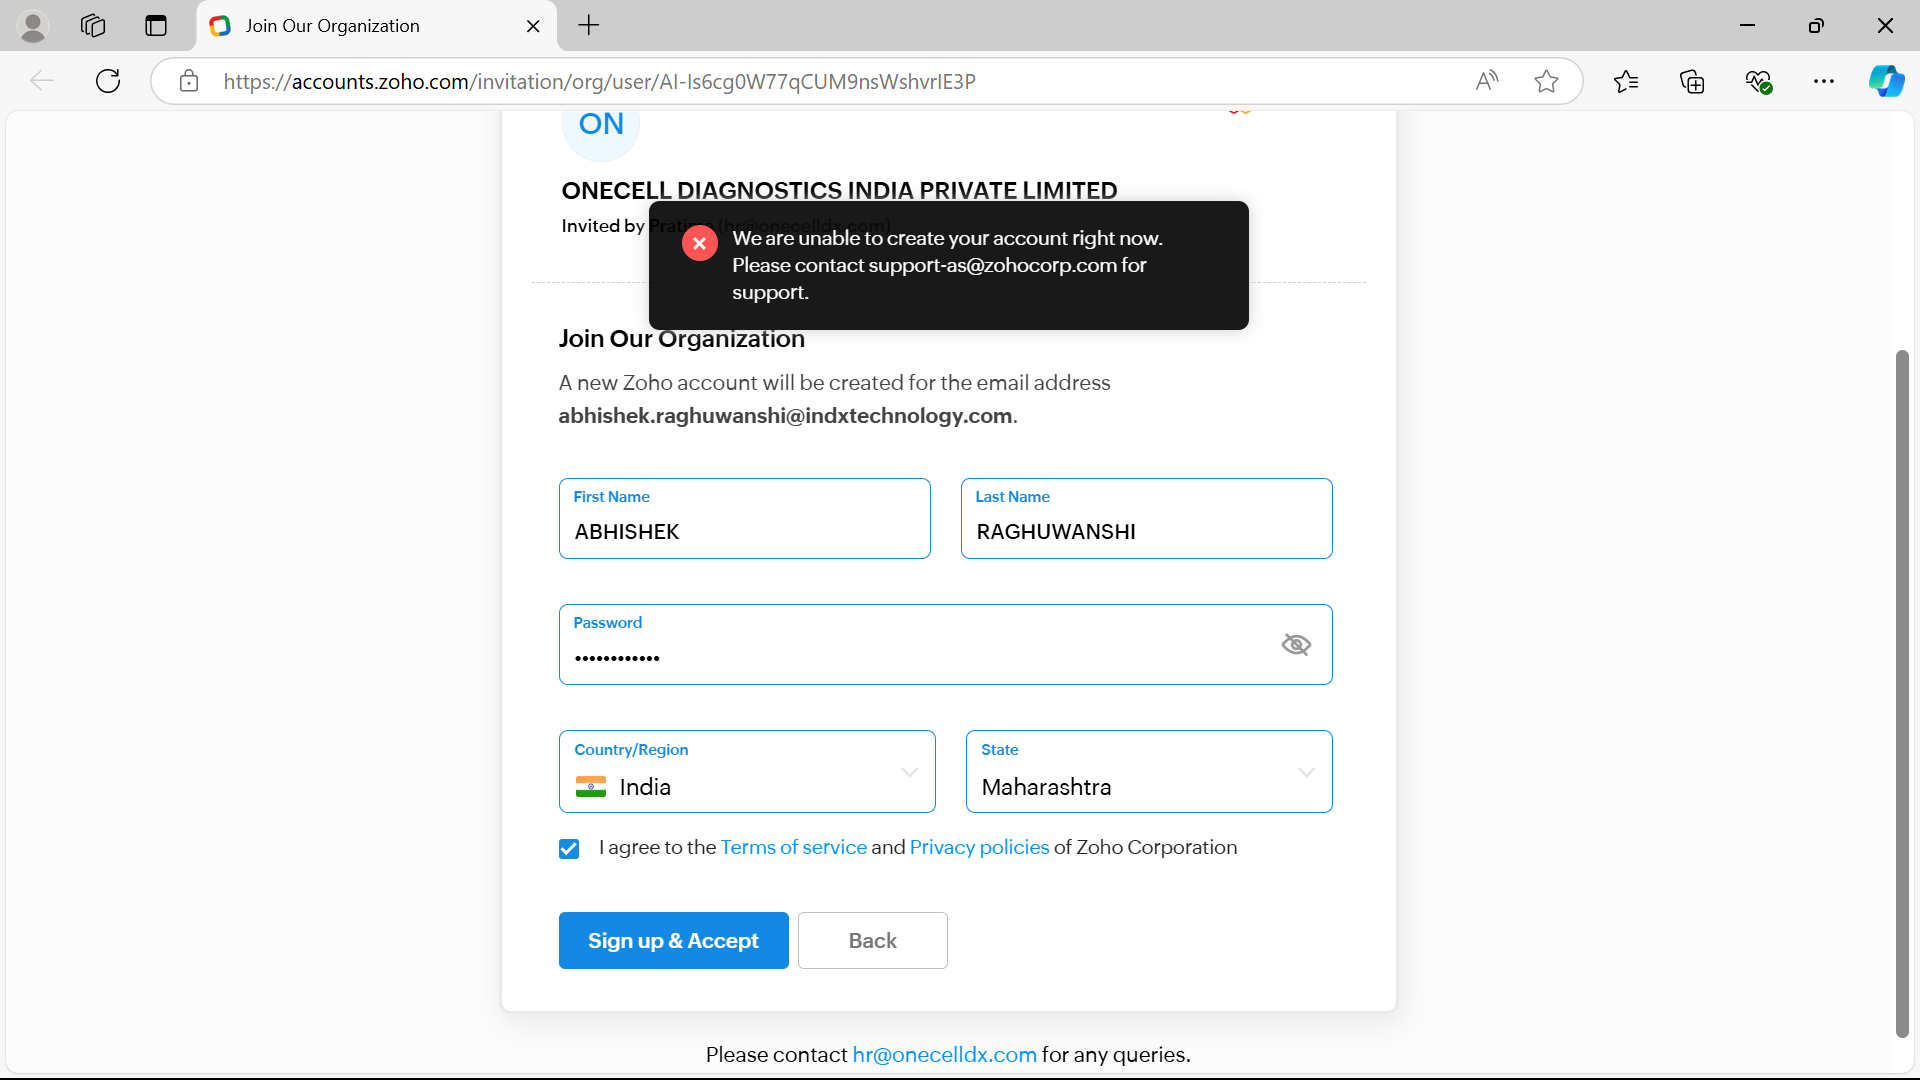 Join Our Organization
https://accounts.zoho.com/invitation/org/user/AI-Is6cg0W77qCUM9nsWshvrIE3P
ON
ONECELL DIAGNOSTICS INDIA PRIVATE LIMITED
Invited by Pratima (hr@onecelldx.com)
We are unable to create your account right now.
Please contact support-as@zohocorp.com for
support.
Join Our Organization
A new Zoho account will be created for the email address
abhishek.raghuwanshi@indxtechnology.com.
First Name
ABHISHEK
Last Name
RAGHUWANSHI
Password
••••••••••••
Country/Region
India
State
Maharashtra
I agree to the Terms of service and Privacy policies of Zoho Corporation
Sign up & Accept
Back
Please contact hr@onecelldx.com for any queries.